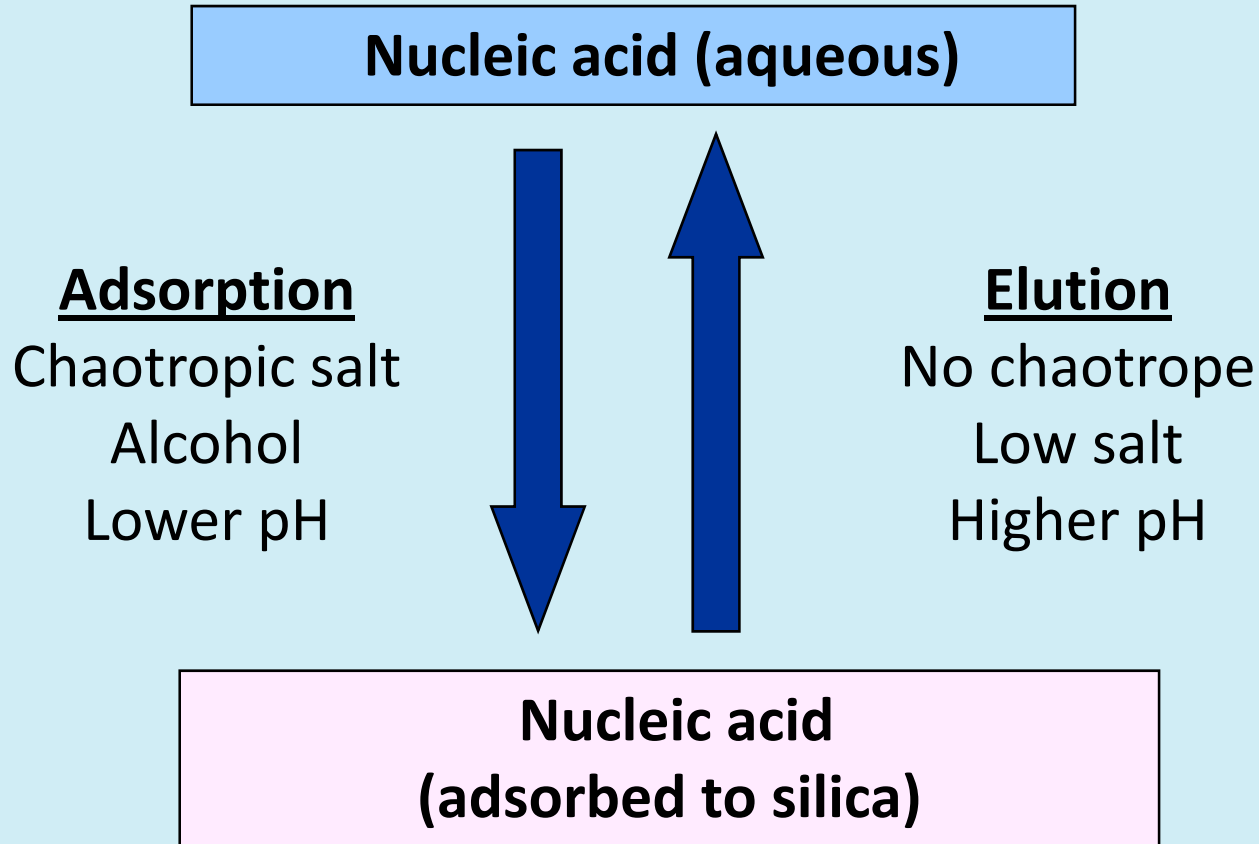 Nucleic acid (aqueous)
Adsorption
Chaotropic salt
Alcohol
Lower pH
Elution
No chaotrope
Low salt
Higher pH
Nucleic acid
(adsorbed to silica)